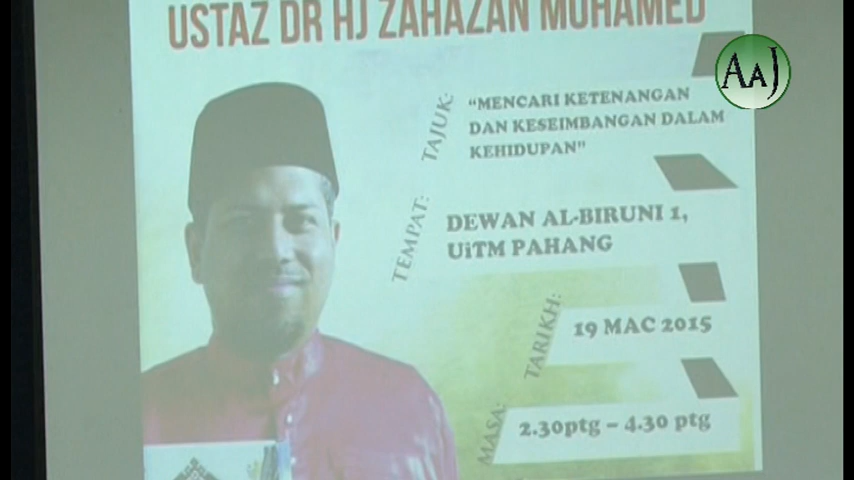 USTAZ DR HJ ZAHAZAN MOHAMED
AAJ
TAJUK:
"MENCARI KETENANGAN
DAN KESEIMBANGAN DALAM
KEHIDUPAN"
TEMPAT:
DEWAN AL-BIRUNI 1,
UiTM PAHANG
TARIKH:
19 MAC 2015
MASA:
2.30ptg – 4.30 ptg